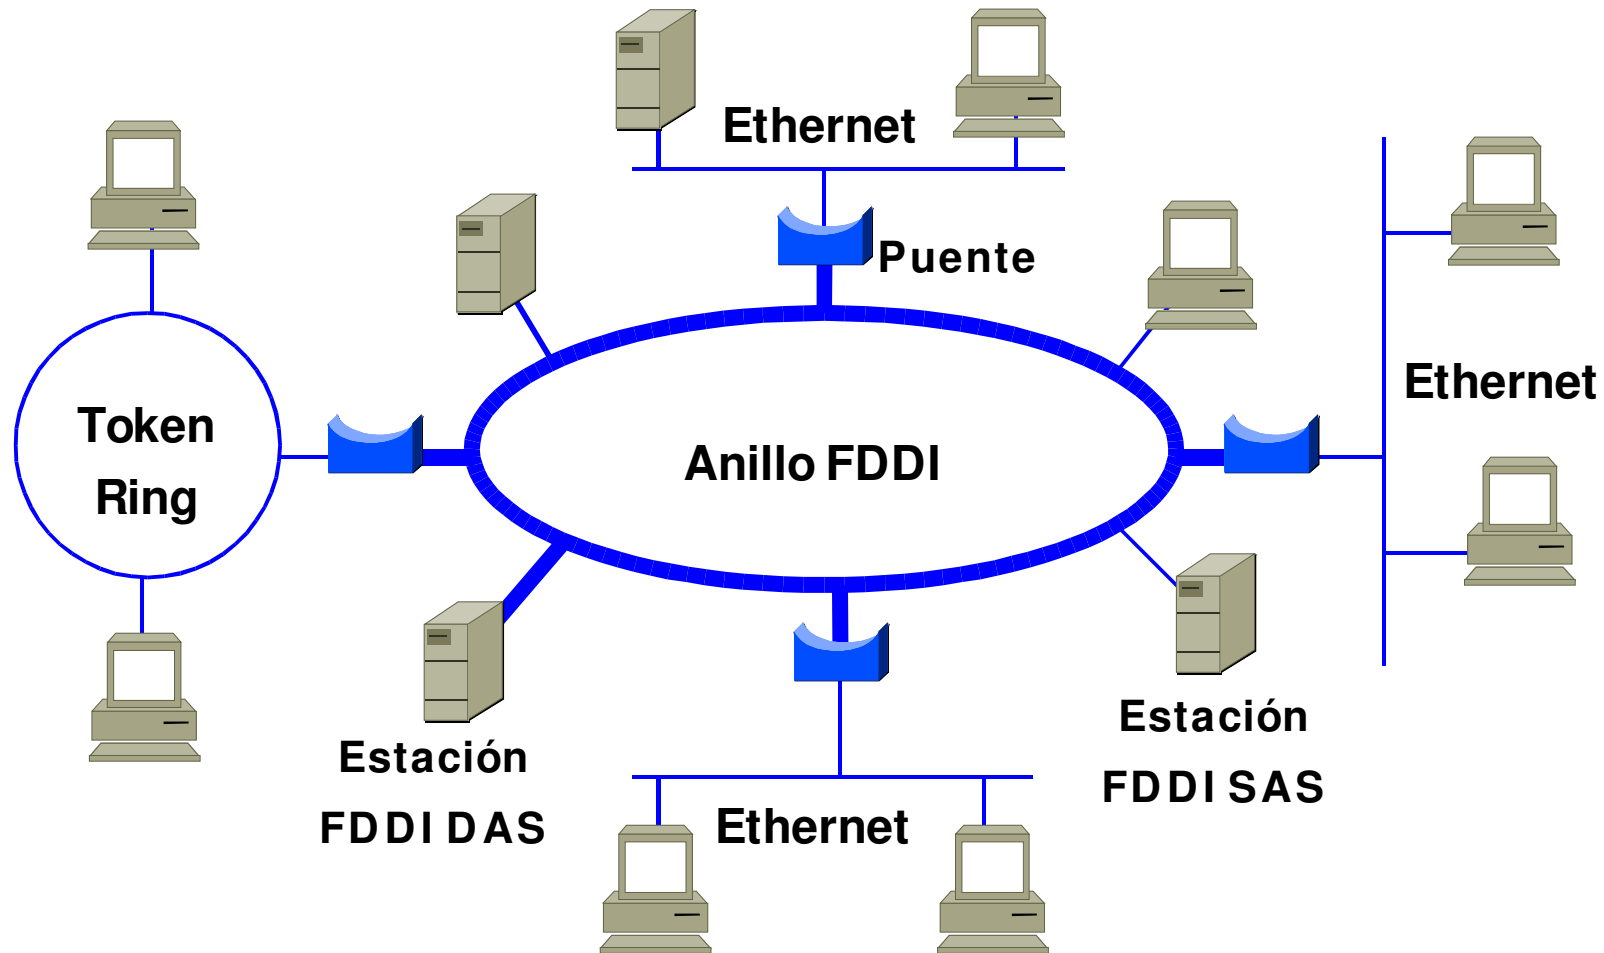 Ethernet
Puente
Ethernet
Token
Ring
Anillo FDDI
Estación
FDDI SAS
Estación
FDDI DAS
Ethernet